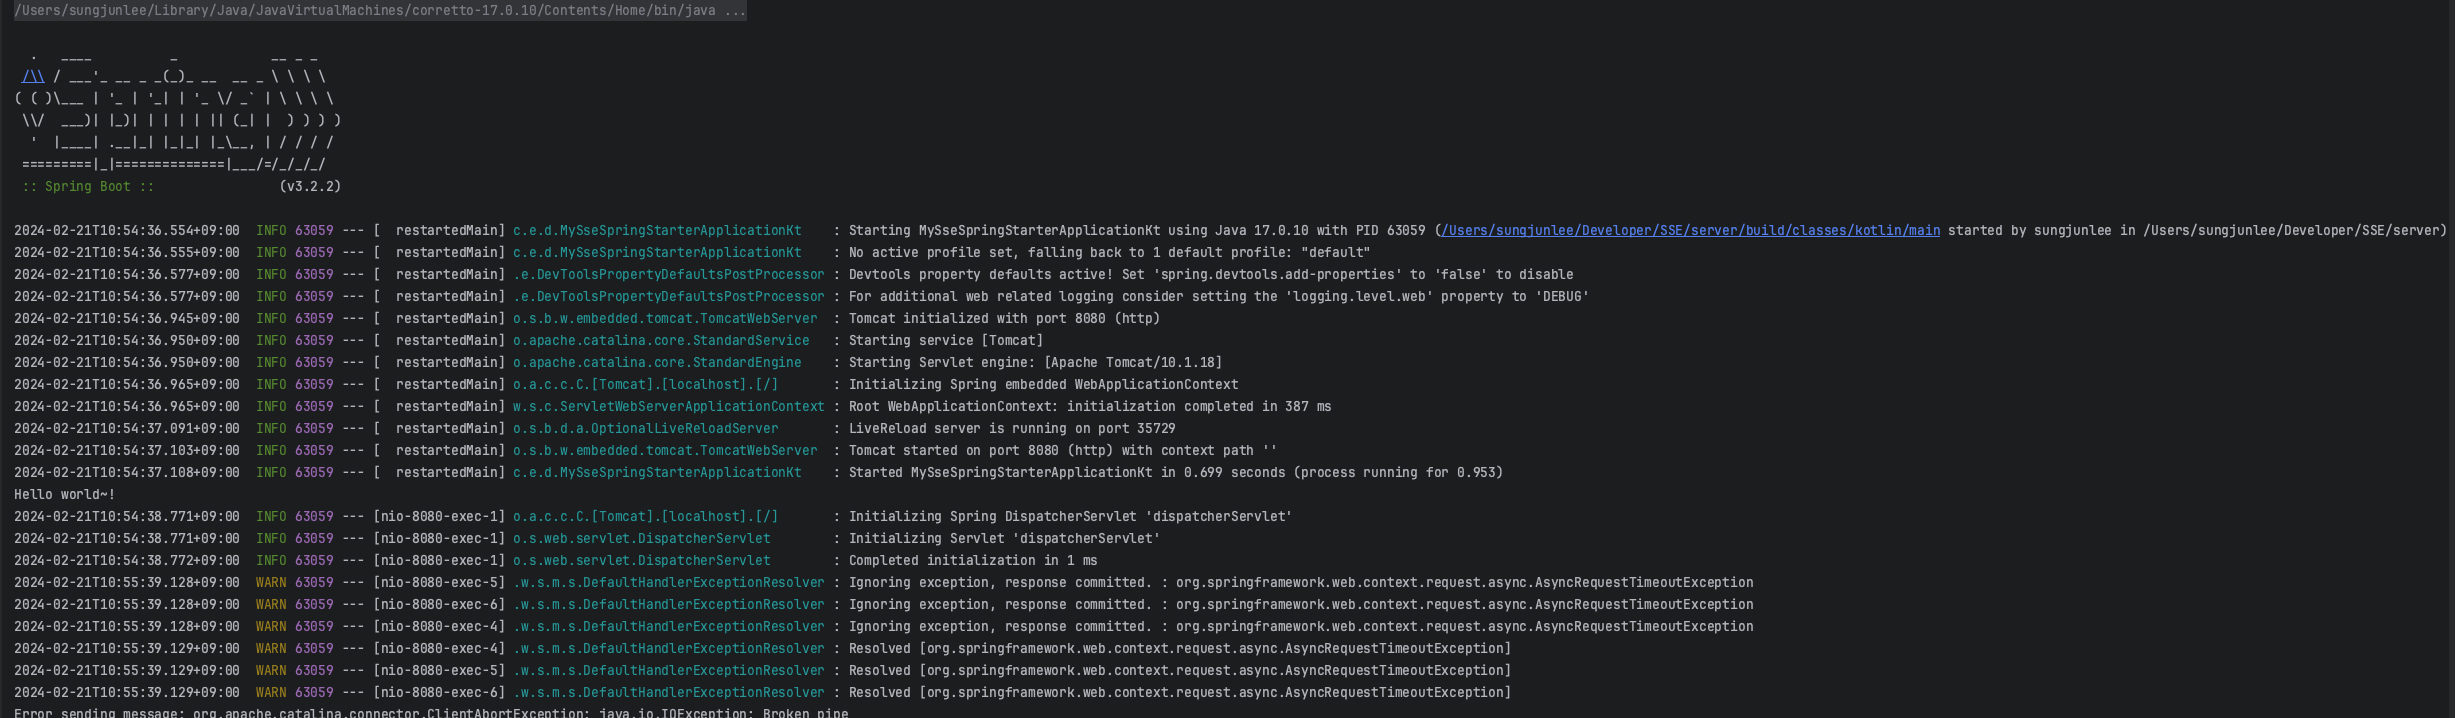 /Users/sungjunlee/Library/Java/JavaVirtualMachines/corretto-17.0.10/Contents/Home/bin/java ...
  .   ____          _            __ _ _
 /\\ / ___'_ __ _ _(_)_ __  __ _ \ \ \ \
( ( )\___ | '_ | '_| | '_ \/ _` | \ \ \ \
 \\/  ___)| |_)| | | | | || (_| |  ) ) ) )
  '  |____| .__|_| |_|_| |_\__, | / / / /
 =========|_|==============|___/=/_/_/_/
 :: Spring Boot ::                (v3.2.2)
2024-02-21T10:54:36.554+09:00  INFO 63059 --- [  restartedMain] c.e.d.MySseSpringStarterApplicationKt    : Starting MySseSpringStarterApplicationKt using Java 17.0.10 with PID 63059 (/Users/sungjunlee/Developer/SSE/server/build/classes/kotlin/main started by sungjunlee in /Users/sungjunlee/Developer/SSE/server)
2024-02-21T10:54:36.555+09:00  INFO 63059 --- [  restartedMain] c.e.d.MySseSpringStarterApplicationKt    : No active profile set, falling back to 1 default profile: "default"
2024-02-21T10:54:36.577+09:00  INFO 63059 --- [  restartedMain] .e.DevToolsPropertyDefaultsPostProcessor : Devtools property defaults active! Set 'spring.devtools.add-properties' to 'false' to disable
2024-02-21T10:54:36.577+09:00  INFO 63059 --- [  restartedMain] .e.DevToolsPropertyDefaultsPostProcessor : For additional web related logging consider setting the 'logging.level.web' property to 'DEBUG'
2024-02-21T10:54:36.945+09:00  INFO 63059 --- [  restartedMain] o.s.b.w.embedded.tomcat.TomcatWebServer  : Tomcat initialized with port 8080 (http)
2024-02-21T10:54:36.950+09:00  INFO 63059 --- [  restartedMain] o.apache.catalina.core.StandardService   : Starting service [Tomcat]
2024-02-21T10:54:36.950+09:00  INFO 63059 --- [  restartedMain] o.apache.catalina.core.StandardEngine    : Starting Servlet engine: [Apache Tomcat/10.1.18]
2024-02-21T10:54:36.965+09:00  INFO 63059 --- [  restartedMain] o.a.c.c.C.[Tomcat].[localhost].[/]       : Initializing Spring embedded WebApplicationContext
2024-02-21T10:54:36.965+09:00  INFO 63059 --- [  restartedMain] w.s.c.ServletWebServerApplicationContext : Root WebApplicationContext: initialization completed in 387 ms
2024-02-21T10:54:37.091+09:00  INFO 63059 --- [  restartedMain] o.s.b.d.a.OptionalLiveReloadServer       : LiveReload server is running on port 35729
2024-02-21T10:54:37.103+09:00  INFO 63059 --- [  restartedMain] o.s.b.w.embedded.tomcat.TomcatWebServer  : Tomcat started on port 8080 (http) with context path ''
2024-02-21T10:54:37.108+09:00  INFO 63059 --- [  restartedMain] c.e.d.MySseSpringStarterApplicationKt    : Started MySseSpringStarterApplicationKt in 0.699 seconds (process running for 0.953)
Hello world~!
2024-02-21T10:54:38.771+09:00  INFO 63059 --- [nio-8080-exec-1] o.a.c.c.C.[Tomcat].[localhost].[/]       : Initializing Spring DispatcherServlet 'dispatcherServlet'
2024-02-21T10:54:38.771+09:00  INFO 63059 --- [nio-8080-exec-1] o.s.web.servlet.DispatcherServlet        : Initializing Servlet 'dispatcherServlet'
2024-02-21T10:54:38.772+09:00  INFO 63059 --- [nio-8080-exec-1] o.s.web.servlet.DispatcherServlet        : Completed initialization in 1 ms
2024-02-21T10:55:39.128+09:00  WARN 63059 --- [nio-8080-exec-5] .w.s.m.s.DefaultHandlerExceptionResolver : Ignoring exception, response committed. : org.springframework.web.context.request.async.AsyncRequestTimeoutException
2024-02-21T10:55:39.128+09:00  WARN 63059 --- [nio-8080-exec-6] .w.s.m.s.DefaultHandlerExceptionResolver : Ignoring exception, response committed. : org.springframework.web.context.request.async.AsyncRequestTimeoutException
2024-02-21T10:55:39.128+09:00  WARN 63059 --- [nio-8080-exec-4] .w.s.m.s.DefaultHandlerExceptionResolver : Ignoring exception, response committed. : org.springframework.web.context.request.async.AsyncRequestTimeoutException
2024-02-21T10:55:39.129+09:00  WARN 63059 --- [nio-8080-exec-4] .w.s.m.s.DefaultHandlerExceptionResolver : Resolved [org.springframework.web.context.request.async.AsyncRequestTimeoutException]
2024-02-21T10:55:39.129+09:00  WARN 63059 --- [nio-8080-exec-5] .w.s.m.s.DefaultHandlerExceptionResolver : Resolved [org.springframework.web.context.request.async.AsyncRequestTimeoutException]
2024-02-21T10:55:39.129+09:00  WARN 63059 --- [nio-8080-exec-6] .w.s.m.s.DefaultHandlerExceptionResolver : Resolved [org.springframework.web.context.request.async.AsyncRequestTimeoutException]
Error sending message: org.apache.catalina.connector.ClientAbortException: java.io.IOException: Broken pipe